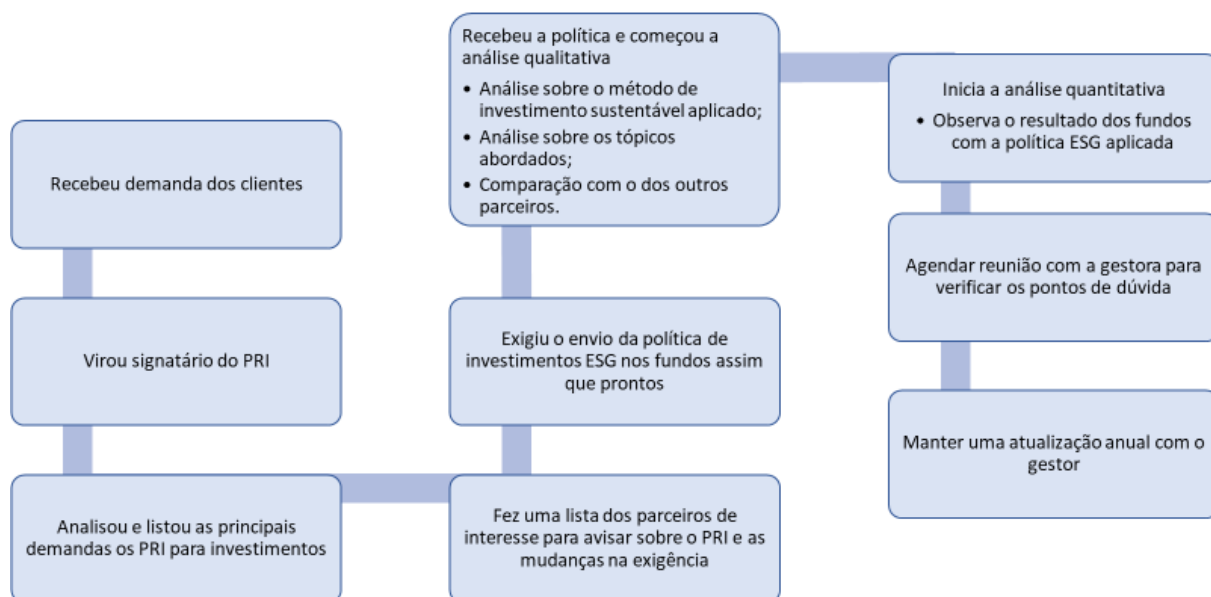 Recebeu demanda dos clientes
Virou signatário do PRI
Analisou e listou as principais
demandas os PRI para investimentos
Fez uma lista dos parceiros de
interesse para avisar sobre o PRI e as
mudanças na exigência
Exigiu o envio da política de
investimentos ESG nos fundos assim
que prontos
Recebeu a política e começou a
análise qualitativa
• Análise sobre o método de
investimento sustentável aplicado;
• Análise sobre os tópicos
abordados;
• Comparação com o dos outros
parceiros.
Inicia a análise quantitativa
• Observa o resultado dos fundos
com a política ESG aplicada
Agendar reunião com a gestora para
verificar os pontos de dúvida
Manter uma atualização anual com o
gestor